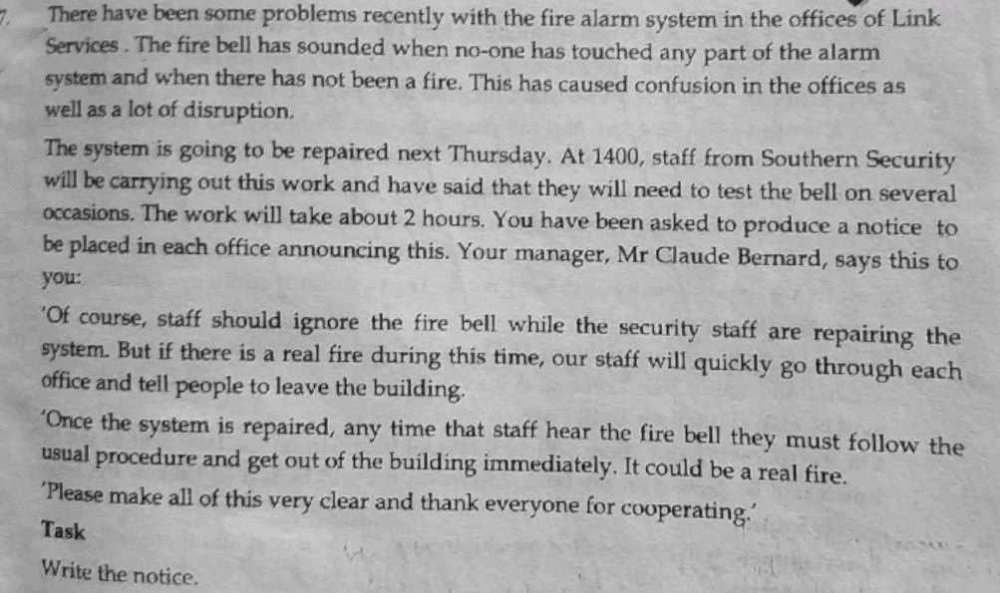 7. There have been some problems recently with the fire alarm system in the offices of Link
Services . The fire bell has sounded when no-one has touched any part of the alarm
system and when there has not been a fire. This has caused confusion in the offices as
well as a lot of disruption.
The system is going to be repaired next Thursday. At 1400, staff from Southern Security
will be carrying out this work and have said that they will need to test the bell on several
occasions. The work will take about 2 hours. You have been asked to produce a notice to
be placed in each office announcing this. Your manager, Mr Claude Bernard, says this to
you:
'Of course, staff should ignore the fire bell while the security staff are repairing the
system. But if there is a real fire during this time, our staff will quickly go through each
office and tell people to leave the building.
'Once the system is repaired, any time that staff hear the fire bell they must follow the
usual procedure and get out of the building immediately. It could be a real fire.
'Please make all of this very clear and thank everyone for cooperating.'
Task
Write the notice.